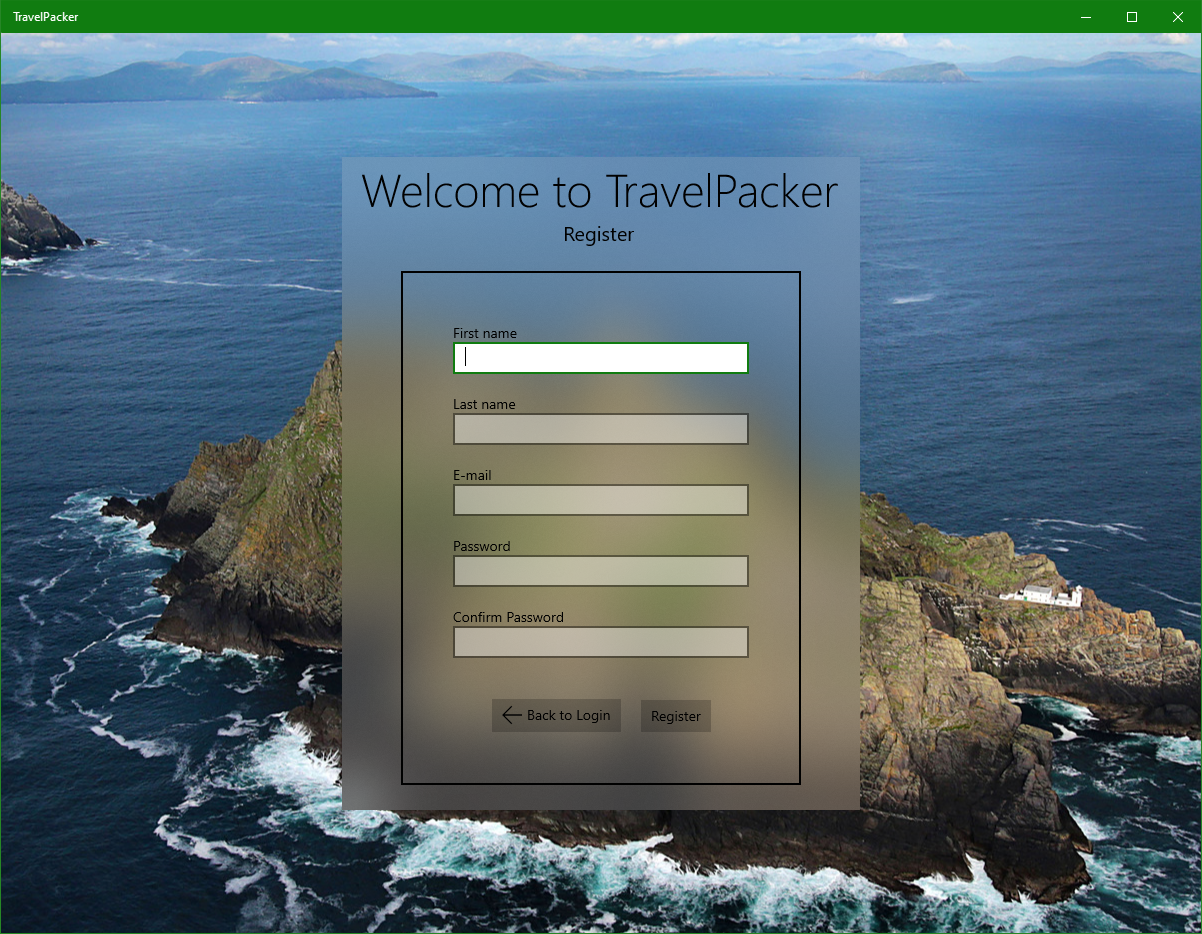 TravelPacker
Welcome to TravelPacker
Register
First name
Last name
E-mail
Password
Confirm Password
Back to Login
Register